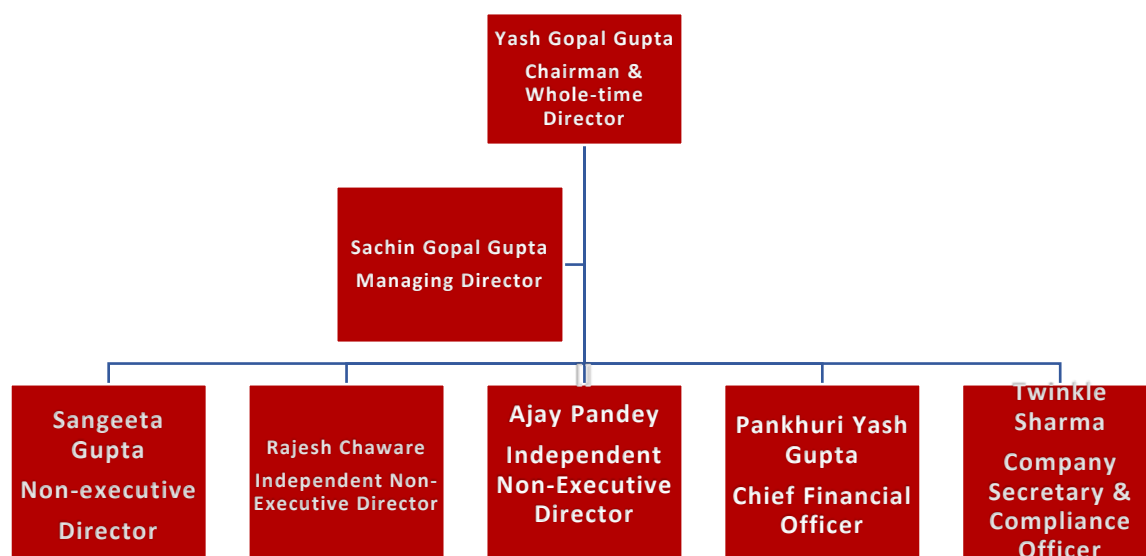 Yash Gopal Gupta
Chairman &
Whole-time
Director
Sachin Gopal Gupta
Managing Director
Sangeeta
Gupta
Non-executive
Director
Rajesh Chaware
Independent Non-
Executive Director
Ajay Pandey
Independent
Non-Executive
Director
Pankhuri Yash
Gupta
Chief Financial
Officer
Twinkle
Sharma
Company
Secretary &
Compliance
Officer